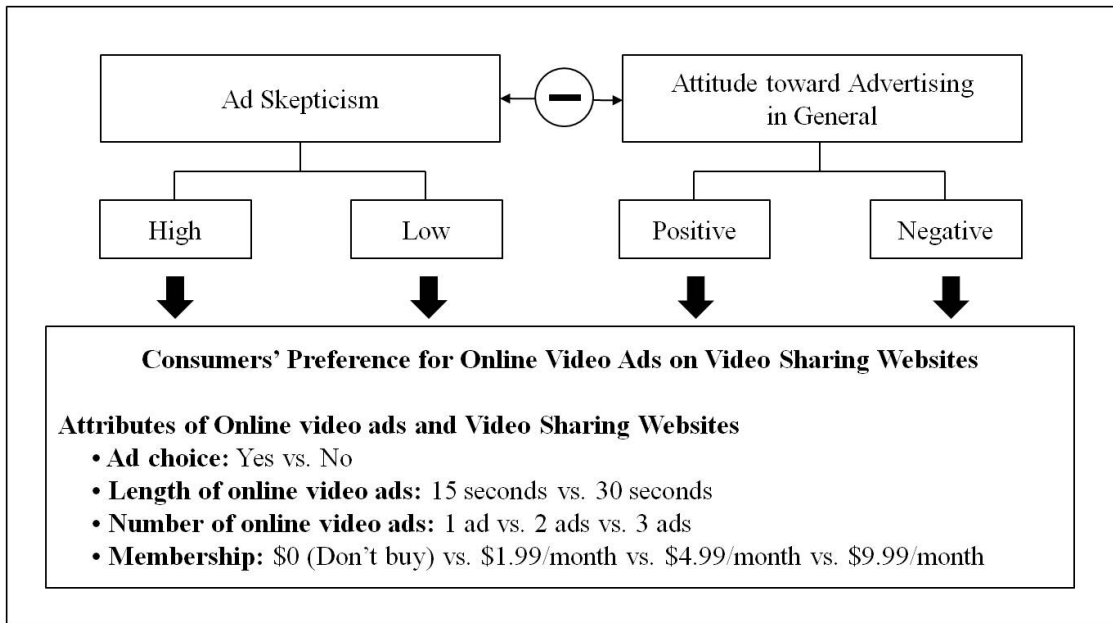 Ad Skepticism
Attitude toward Advertising
in General
High
Low
Positive
Negative
Consumers’ Preference for Online Video Ads on Video Sharing Websites
Attributes of Online video ads and Video Sharing Websites
• Ad choice: Yes vs. No
• Length of online video ads: 15 seconds vs. 30 seconds
• Number of online video ads: 1 ad vs. 2 ads vs. 3 ads
• Membership: $0 (Don’t buy) vs. $1.99/month vs. $4.99/month vs. $9.99/month